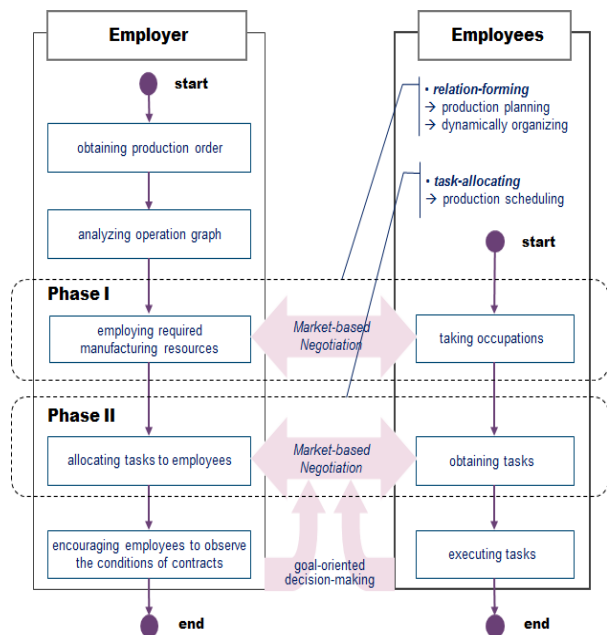 Employer
start
obtaining production order
analyzing operation graph
Employees
• relation-forming
→ production planning
→ dynamically organizing
• task-allocating
→ production scheduling
start
Phase I
employing required
manufacturing resources
Market-based
Negotiation
taking occupations
Phase II
allocating tasks to employees
Market-based
Negotiation
obtaining tasks
encouraging employees to observe
the conditions of contracts
goal-oriented
decision-making
executing tasks
end
end